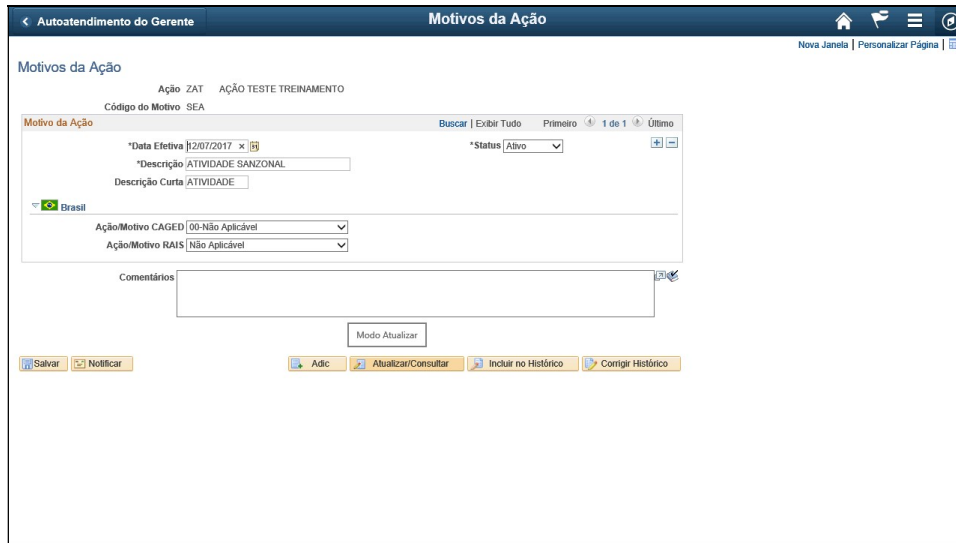 Autoatendimento do Gerente Motivos da Ação
Nova Janela | Personalizar Página |
Motivos da Ação
Ação ZAT AÇÃO TESTE TREINAMENTO
Código do Motivo SEA
Motivo da Ação Buscar | Exibir Tudo Primeiro 1 de 1 Último
*Data Efetiva 12/07/2017 *Status Ativo
*Descrição ATIVIDADE SANZONAL
Descrição Curta ATIVIDADE
Brasil
Ação/Motivo CAGED 00-Não Aplicável
Ação/Motivo RAIS Não Aplicável
Comentários
Modo Atualizar
Salvar Notificar Adic Atualizar/Consultar Incluir no Histórico Corrigir Histórico